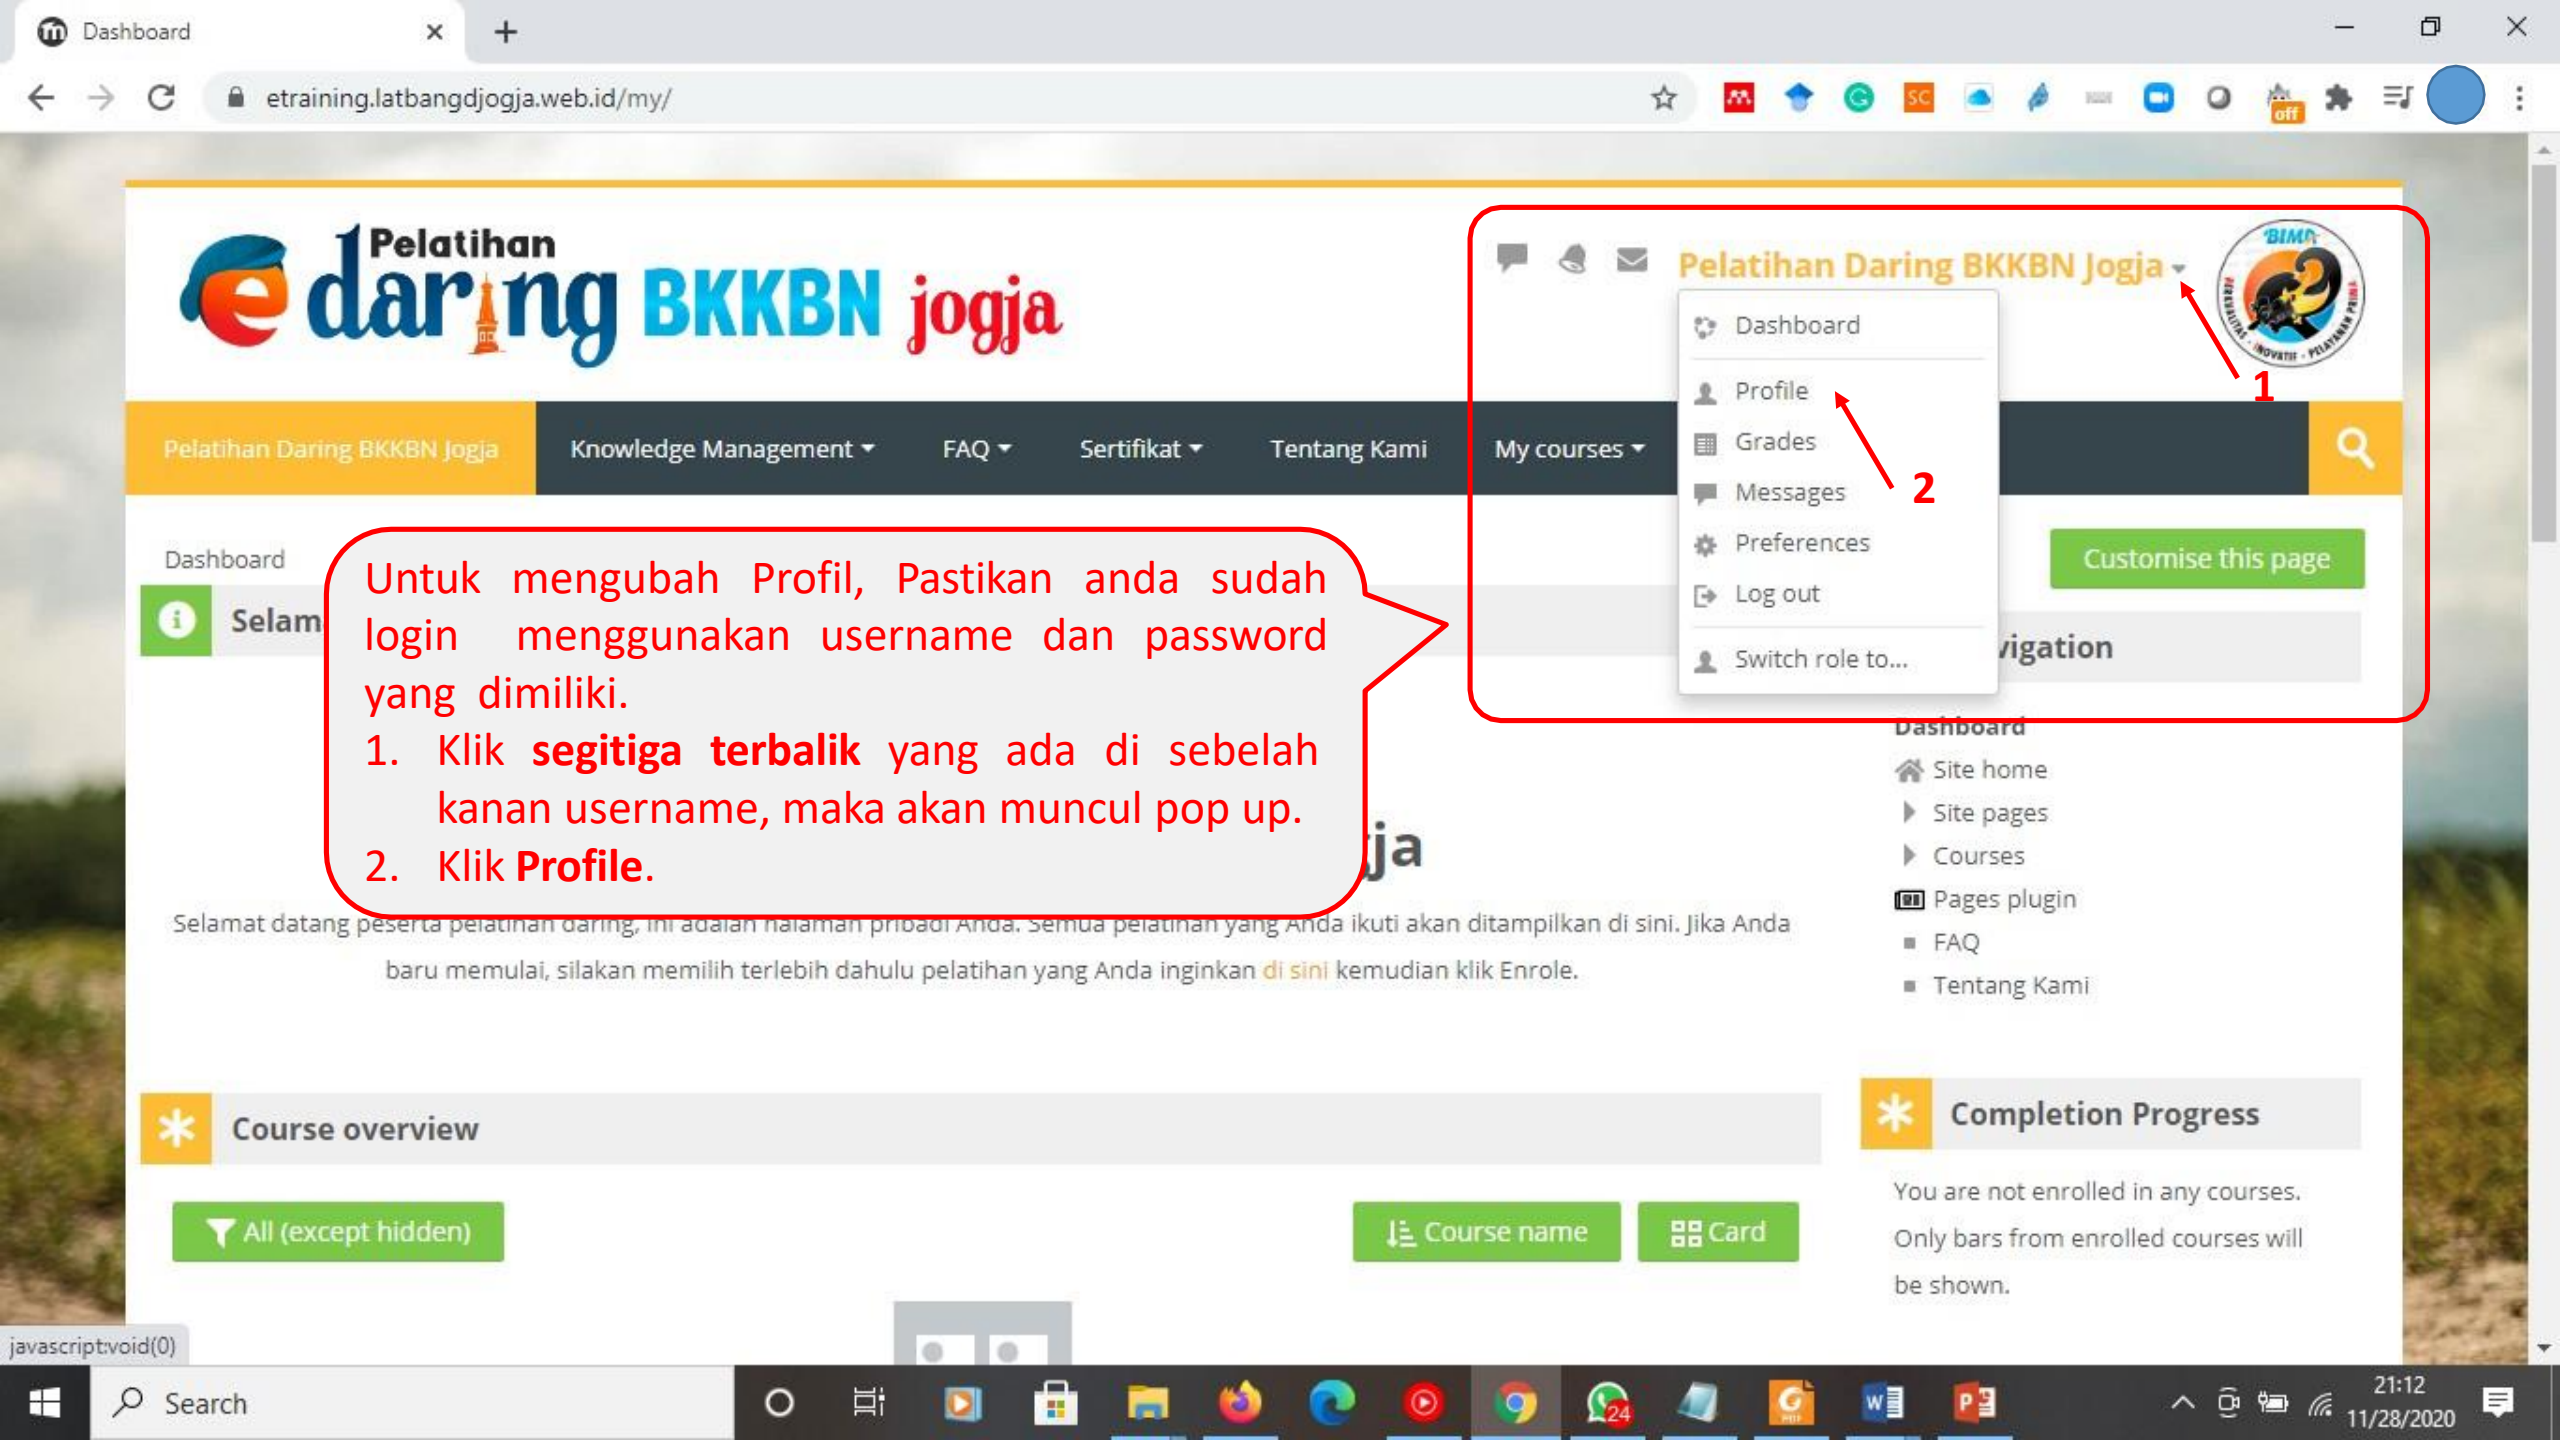 Dashboard
etraining.latbangdjogja.web.id/my/
SC
off
Pelatihan
e daring BKKBN jogja
Pelatihan Daring BKKBN Jogja
BIMA
Dashboard
Profile
Grades
Messages
Preferences
Log out
Switch role to...
1
2
Pelatihan Daring BKKBN Jogja
Knowledge Management
FAQ
Sertifikat
Tentang Kami
My courses
Dashboard
Customise this page
Selam
Untuk mengubah Profil, Pastikan anda sudah
login menggunakan username dan password
yang dimiliki.
1. Klik segitiga terbalik yang ada di sebelah
kanan username, maka akan muncul pop up.
2. Klik Profile.
ja
Selamat datang peserta pelatihan daring, ini adalah halaman pribadi Anda. Semua pelatihan yang Anda ikuti akan ditampilkan di sini. Jika Anda
baru memulai, silakan memilih terlebih dahulu pelatihan yang Anda inginkan di sini kemudian klik Enrole.
vigation
Dashboard
Site home
Site pages
Courses
Pages plugin
FAQ
Tentang Kami
Course overview
All (except hidden)
Course name
Card
Completion Progress
You are not enrolled in any courses.
Only bars from enrolled courses will
be shown.
javascript:void(0)
Search
24
21:12
11/28/2020